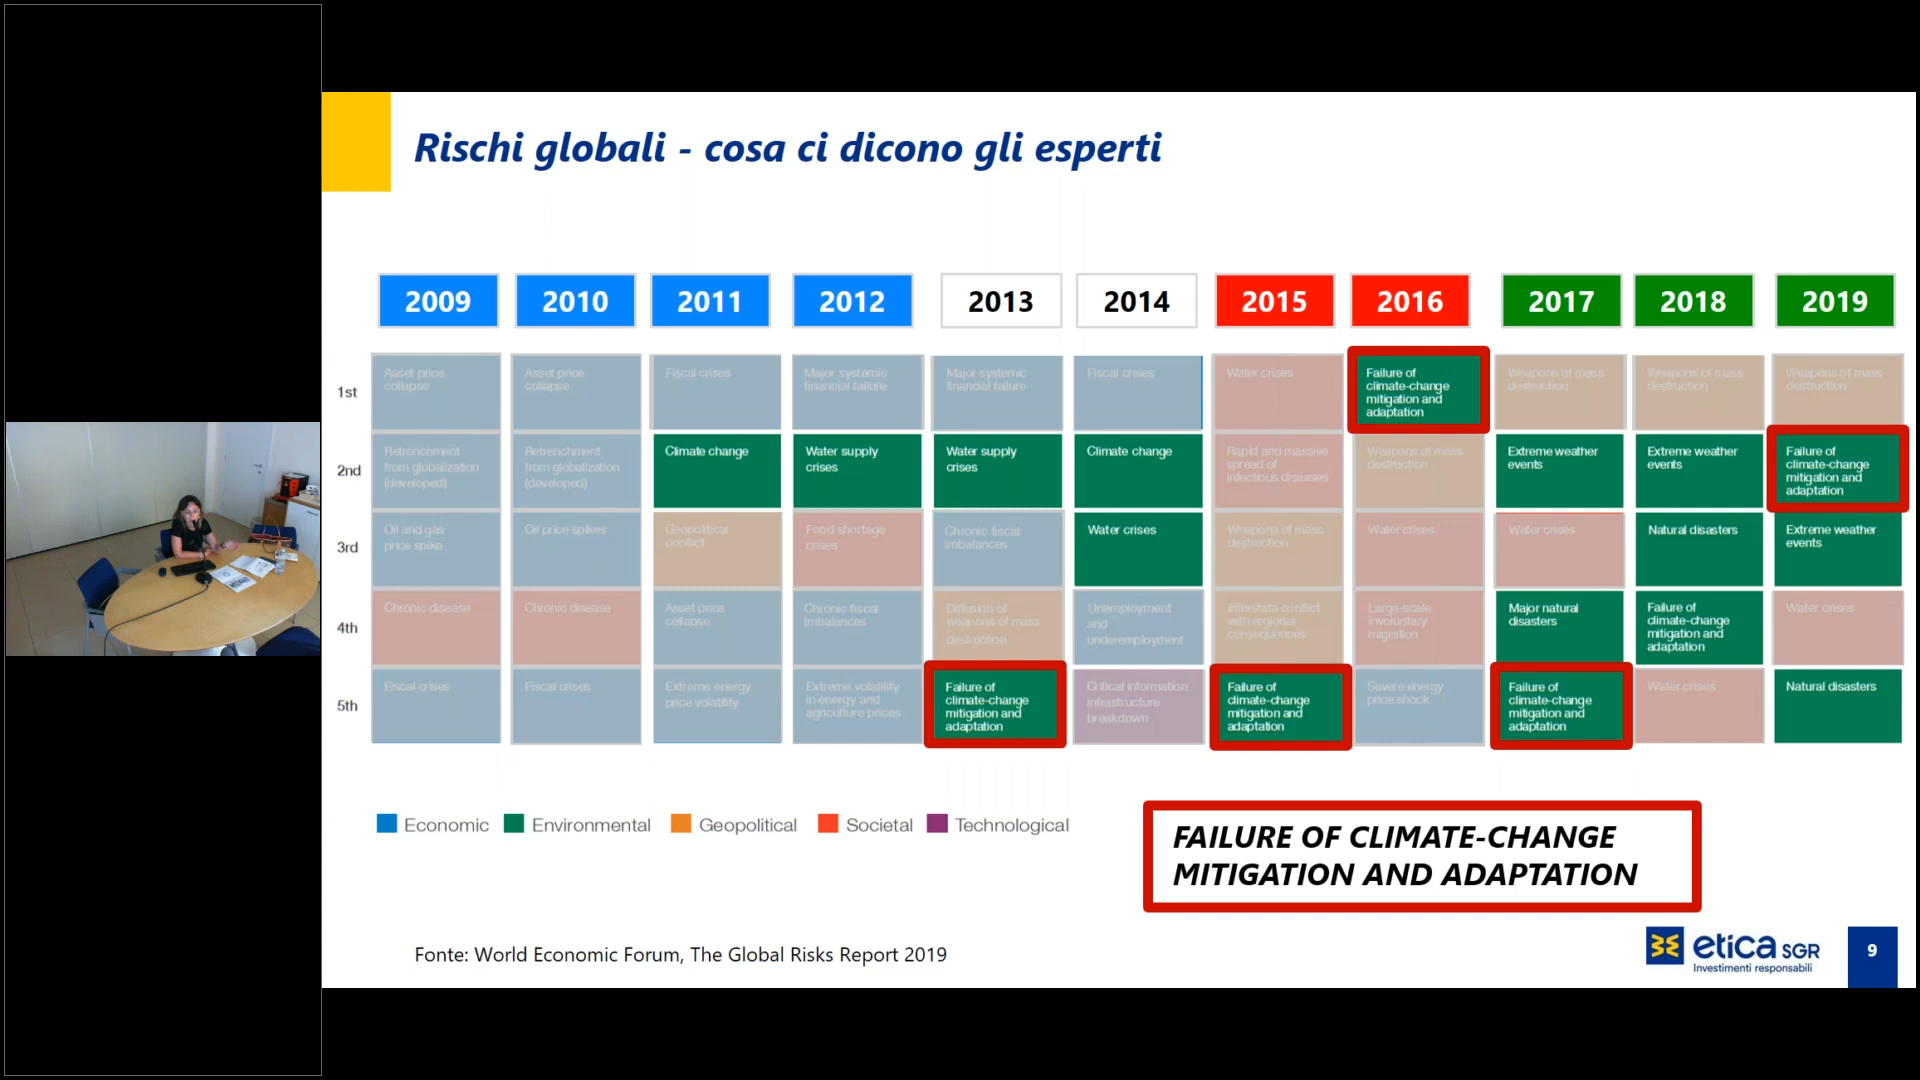 Rischi globali - cosa ci dicono gli esperti
2009 2010 2011 2012 2013 2014 2015 2016 2017 2018 2019
1st
Asset price
collapse
Asset price
collapse
Fiscal crises
Major systemic
financial failure
Major systemic
financial failure
Fiscal crises
Water crises
Failure of
climate-change
mitigation and
adaptation
Weapons of mass
destruction
Weapons of mass
destruction
Weapons of mass
destruction
2nd
Retrenchment
from globalization
(developed)
Retrenchment
from globalization
(developed)
Climate change
Water supply
crises
Water supply
crises
Climate change
Rapid and massive
spread of
infectious diseases
Weapons of mass
destruction
Extreme weather
events
Extreme weather
events
Failure of
climate-change
mitigation and
adaptation
3rd
Oil and gas
price spike
Oil price spikes
Geopolitical
conflict
Food shortage
crises
Chronic fiscal
imbalances
Water crises
Weapons of mass
destruction
Water crises
Water crises
Natural disasters
Extreme weather
events
4th
Chronic disease
Chronic disease
Asset price
collapse
Chronic fiscal
imbalances
Diffusion of
weapons of mass
destruction
Unemployment
and
underemployment
Interstate conflict
with regional
consequences
Large-scale
involuntary
migration
Major natural
disasters
Failure of
climate-change
mitigation and
adaptation
Water crises
5th
Fiscal crises
Fiscal crises
Extreme energy
price volatility
Extreme volatility
in energy and
agriculture prices
Failure of
climate-change
mitigation and
adaptation
Critical information
infrastructure
breakdown
Failure of
climate-change
mitigation and
adaptation
Severe energy
price shock
Failure of
climate-change
mitigation and
adaptation
Water crises
Natural disasters
Economic Environmental Geopolitical Societal Technological
FAILURE OF CLIMATE-CHANGE
MITIGATION AND ADAPTATION
Fonte: World Economic Forum, The Global Risks Report 2019
etica SGR
Investimenti responsabili
9